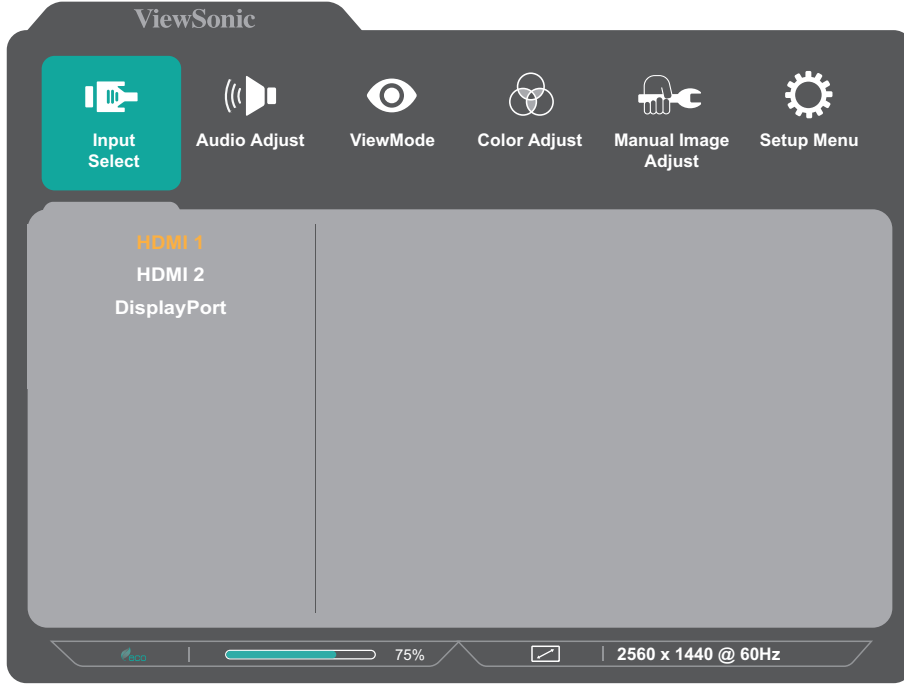 ViewSonic
Input
Select
Audio Adjust
ViewMode
Color Adjust
Manual Image
Adjust
Setup Menu
HDMI 1
HDMI 2
DisplayPort
eco
75%
2560 x 1440 @ 60Hz